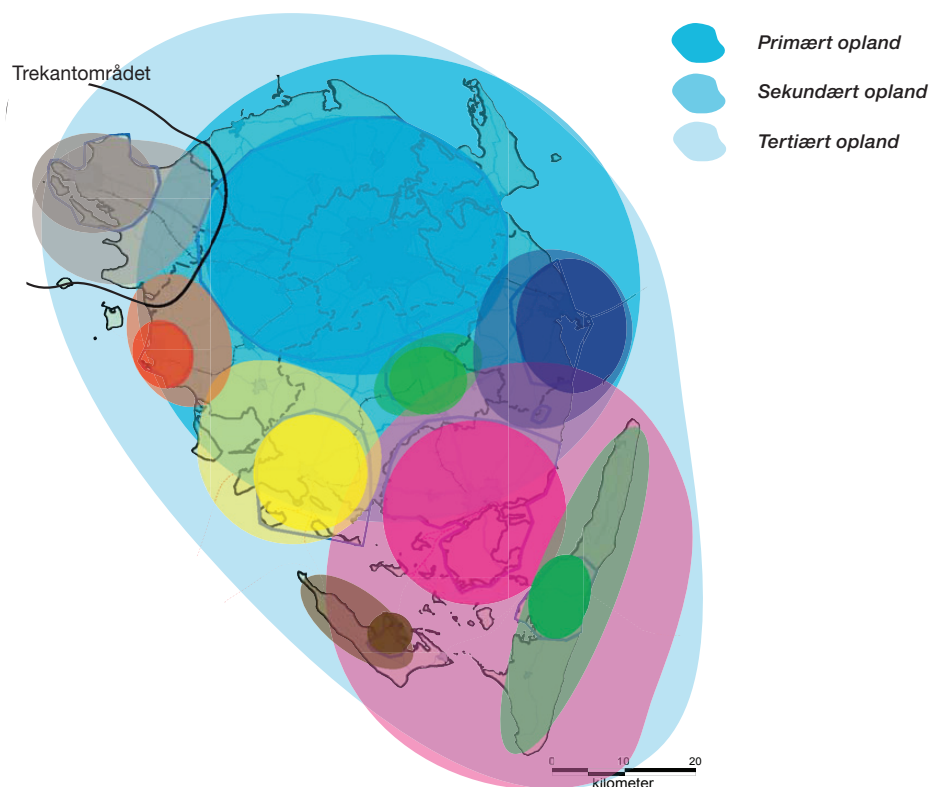 Primært opland
Trekantområdet
Sekundært opland
Tertiært opland
0 10 20
kilometer